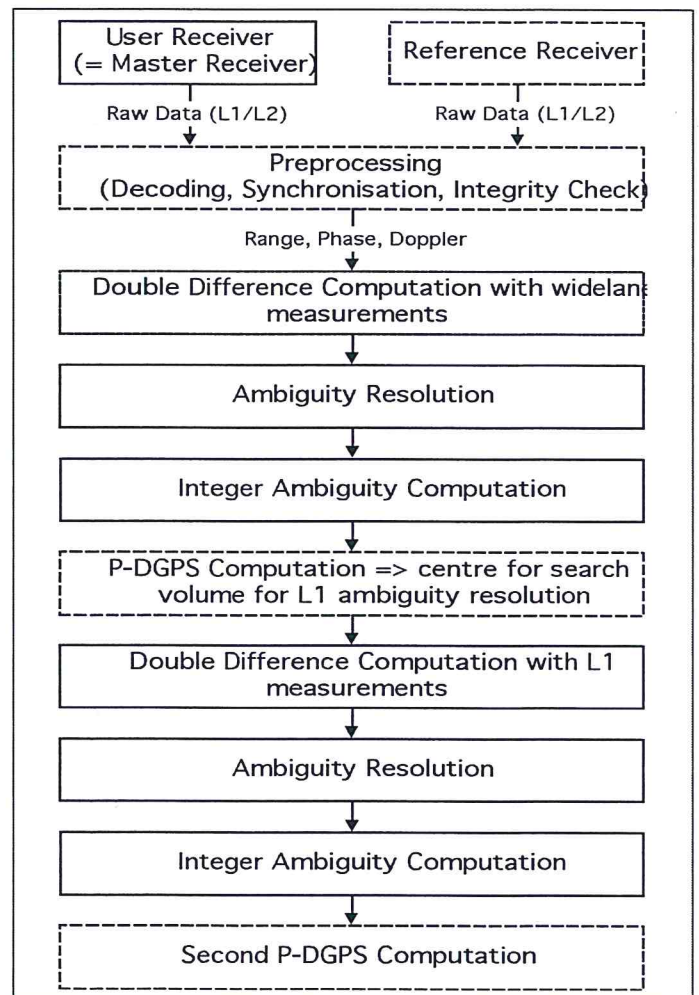 User Receiver
(= Master Receiver)
Reference Receiver
Raw Data (L1/L2)
Raw Data (L1/L2)
Preprocessing
(Decoding, Synchronisation, Integrity Check)
Range, Phase, Doppler
Double Difference Computation with widelane
measurements
Ambiguity Resolution
Integer Ambiguity Computation
P-DGPS Computation => centre for search
volume for L1 ambiguity resolution
Double Difference Computation with L1
measurements
Ambiguity Resolution
Integer Ambiguity Computation
Second P-DGPS Computation